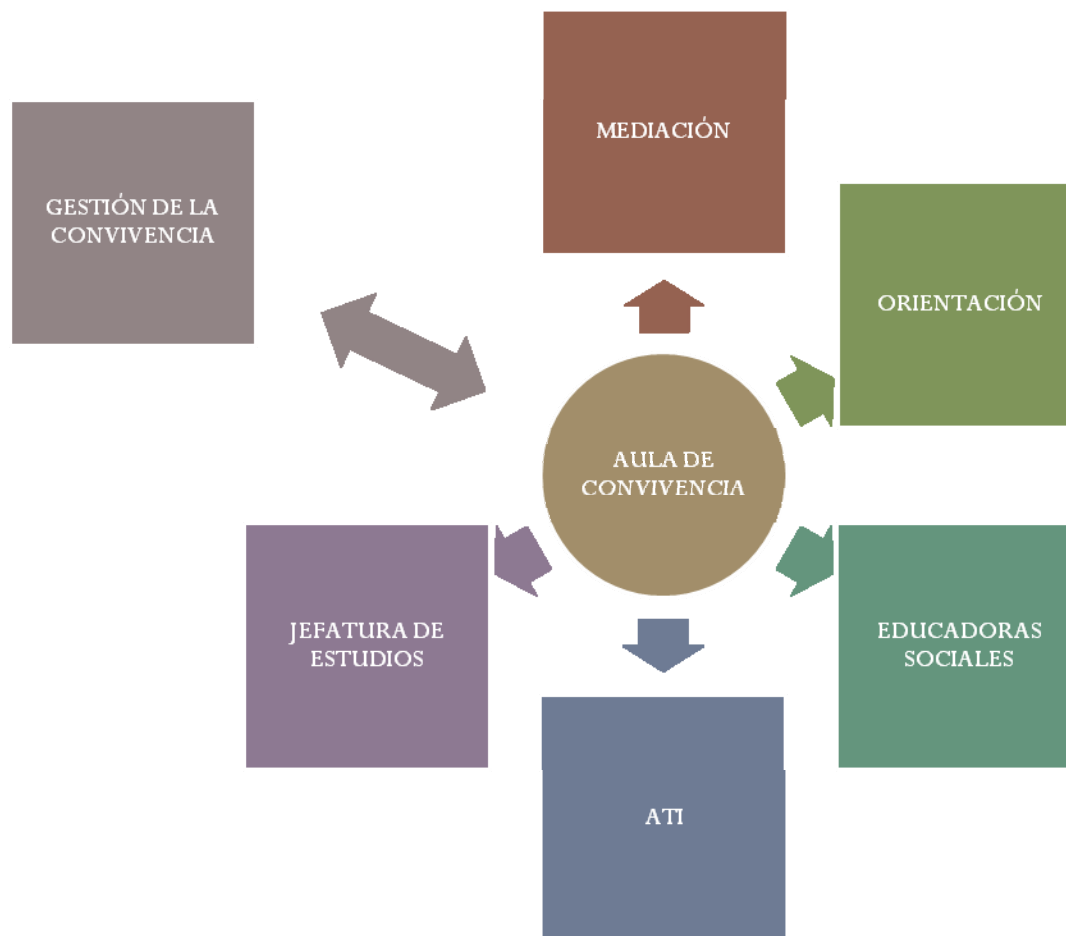 MEDIACIÓN
GESTIÓN DE LA
CONVIVENCIA
ORIENTACIÓN
AULA DE
CONVIVENCIA
JEFATURA DE
ESTUDIOS
EDUCADORAS
SOCIALES
ATI